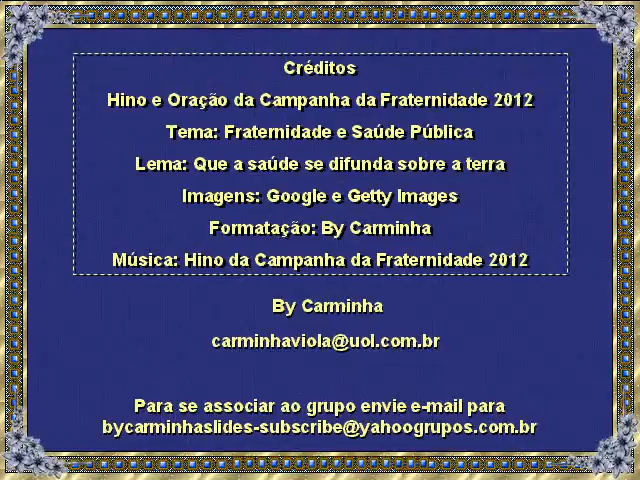 Créditos
Hino e Oração da Campanha da Fraternidade 2012
Tema: Fraternidade e Saúde Pública
Lema: Que a saúde se difunda sobre a terra
Imagens: Google e Getty Images
Formatação: By Carminha
Música: Hino da Campanha da Fraternidade 2012
By Carminha
carminhaviola@uol.com.br
Para se associar ao grupo envie e-mail para
bycarminhaslides-subscribe@yahoogrupos.com.br